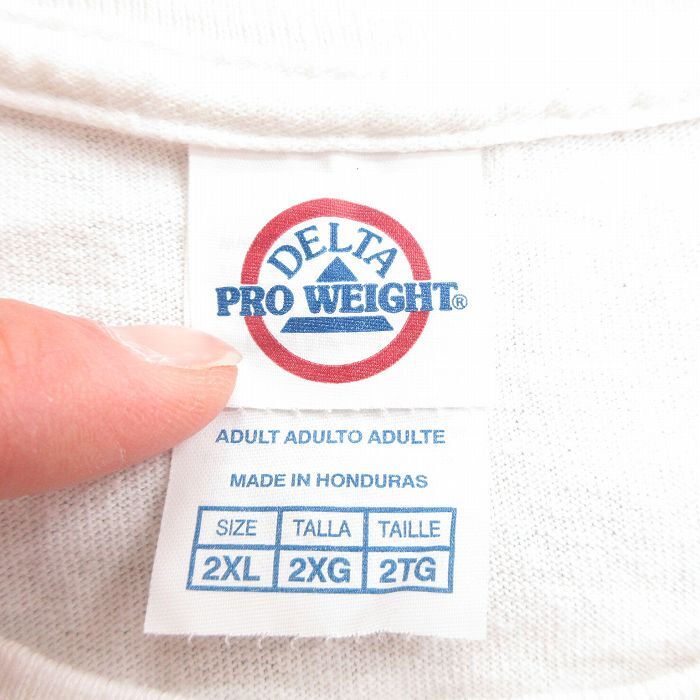 DELTA
PRO WEIGHT®
ADULT ADULTO ADULTE
MADE IN HONDURAS
SIZE TALLA TAILLE
2XL 2XG 2TG